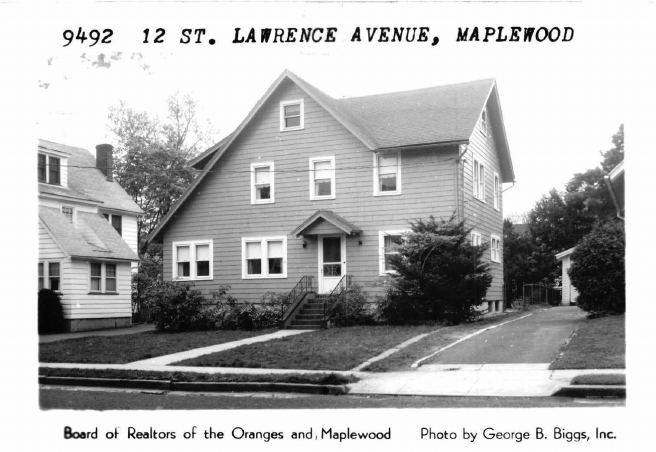 9492 12 ST. LAWRENCE AVENUE, MAPLEWOOD
Board of Realtors of the Oranges and Maplewood Photo by George B. Biggs, Inc.